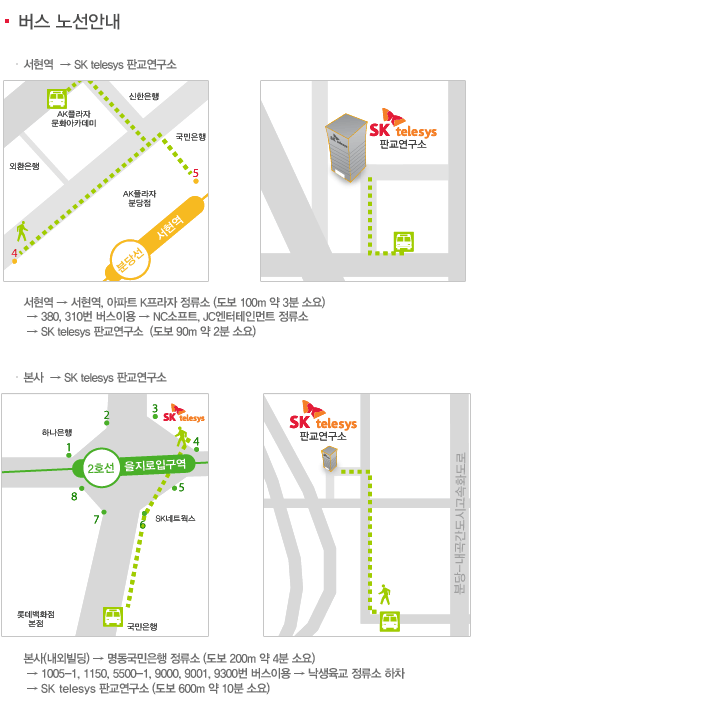 버스 노선안내
· 서현역 → SK telesys 판교연구소
신한은행
AK플라자
문화아카데미
국민은행
외환은행
5
AK플라자
분당점
서현역
분당선
4
SK telesys
판교연구소
서현역 → 서현역, 아파트 K프라자 정류소 (도보 100m 약 3분 소요)
→ 380, 310번 버스이용 → NC소프트, JC엔터테인먼트 정류소
→ SK telesys 판교연구소 (도보 90m 약 2분 소요)
· 본사 → SK telesys 판교연구소
3
SK telesys
2
하나은행
1
4
2호선
을지로입구역
8
5
7
6
SK네트웍스
롯데백화점
본점
국민은행
SK telesys
판교연구소
분당-내곡간도시고속화도로
본사(내외빌딩) → 명동국민은행 정류소 (도보 200m 약 4분 소요)
→ 1005-1, 1150, 5500-1, 9000, 9001, 9300번 버스이용 → 낙생육교 정류소 하차
→ SK telesys 판교연구소 (도보 600m 약 10분 소요)